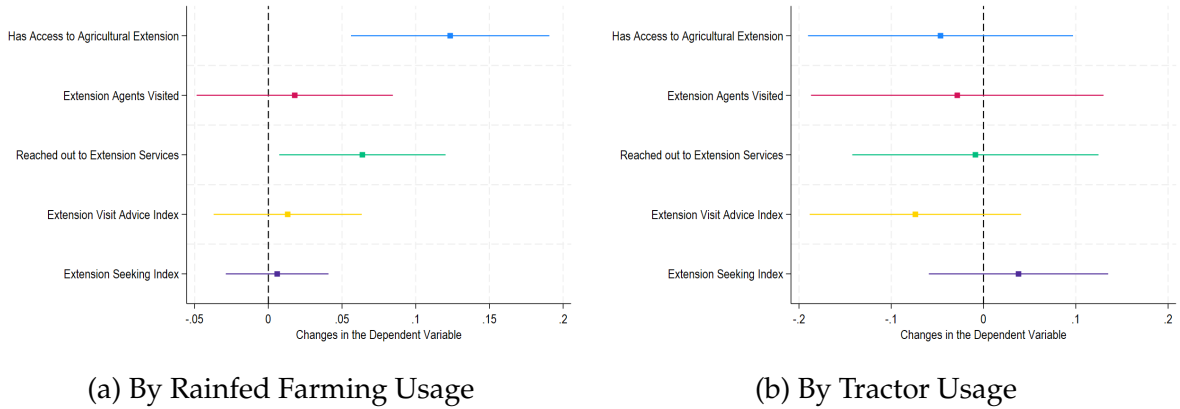 Has Access to Agricultural Extension
Extension Agents Visited
Reached out to Extension Services
Extension Visit Advice Index
Extension Seeking Index
-.05 0 .05 .1 .15 .2
Changes in the Dependent Variable
(a) By Rainfed Farming Usage
Has Access to Agricultural Extension
Extension Agents Visited
Reached out to Extension Services
Extension Visit Advice Index
Extension Seeking Index
-.2 -.1 0 .1 .2
Changes in the Dependent Variable
(b) By Tractor Usage